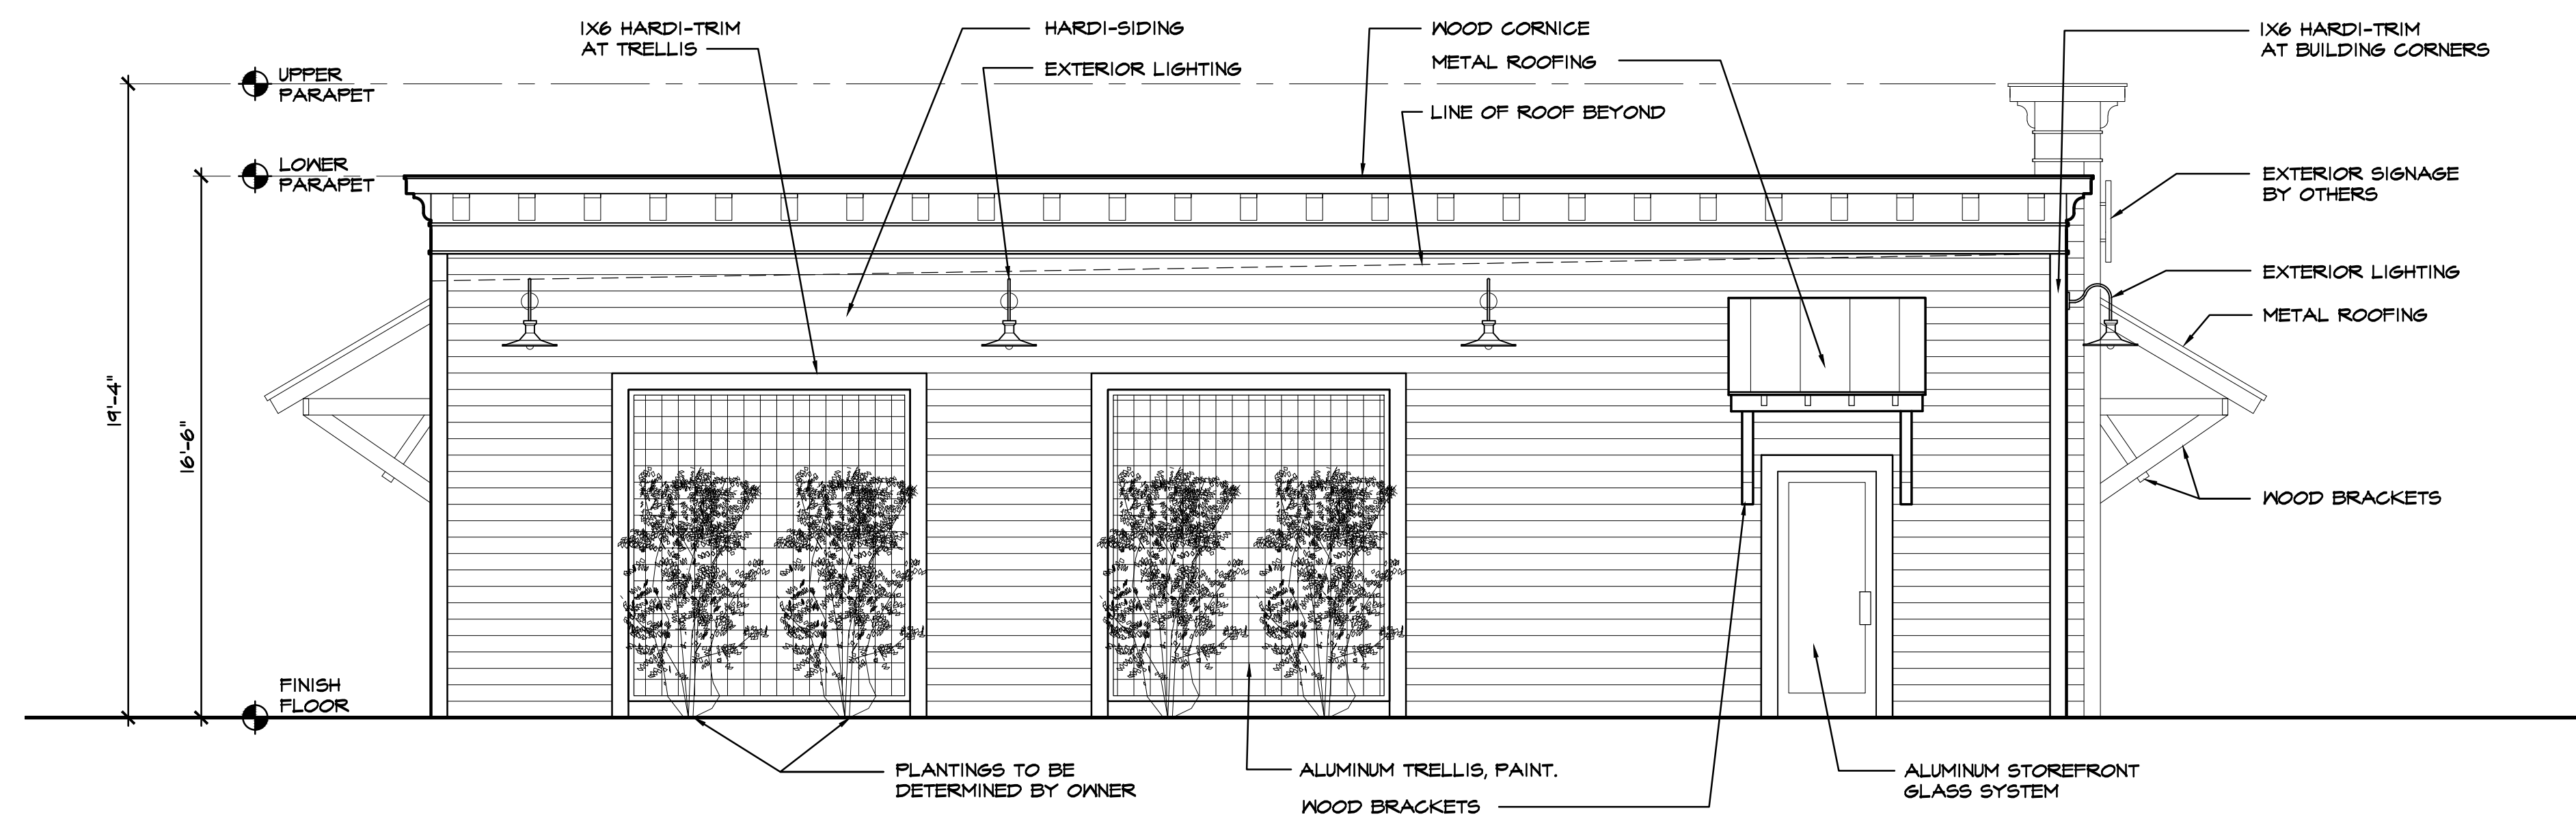 1X6 HARDI-TRIM
AT TRELLIS
HARDI-SIDING
EXTERIOR LIGHTING
WOOD CORNICE
METAL ROOFING
LINE OF ROOF BEYOND
1X6 HARDI-TRIM
AT BUILDING CORNERS
UPPER
PARAPET
LOWER
PARAPET
EXTERIOR SIGNAGE
BY OTHERS
EXTERIOR LIGHTING
METAL ROOFING
WOOD BRACKETS
19'-4"
16'-6"
FINISH
FLOOR
PLANTINGS TO BE
DETERMINED BY OWNER
ALUMINUM TRELLIS, PAINT.
WOOD BRACKETS
ALUMINUM STOREFRONT
GLASS SYSTEM